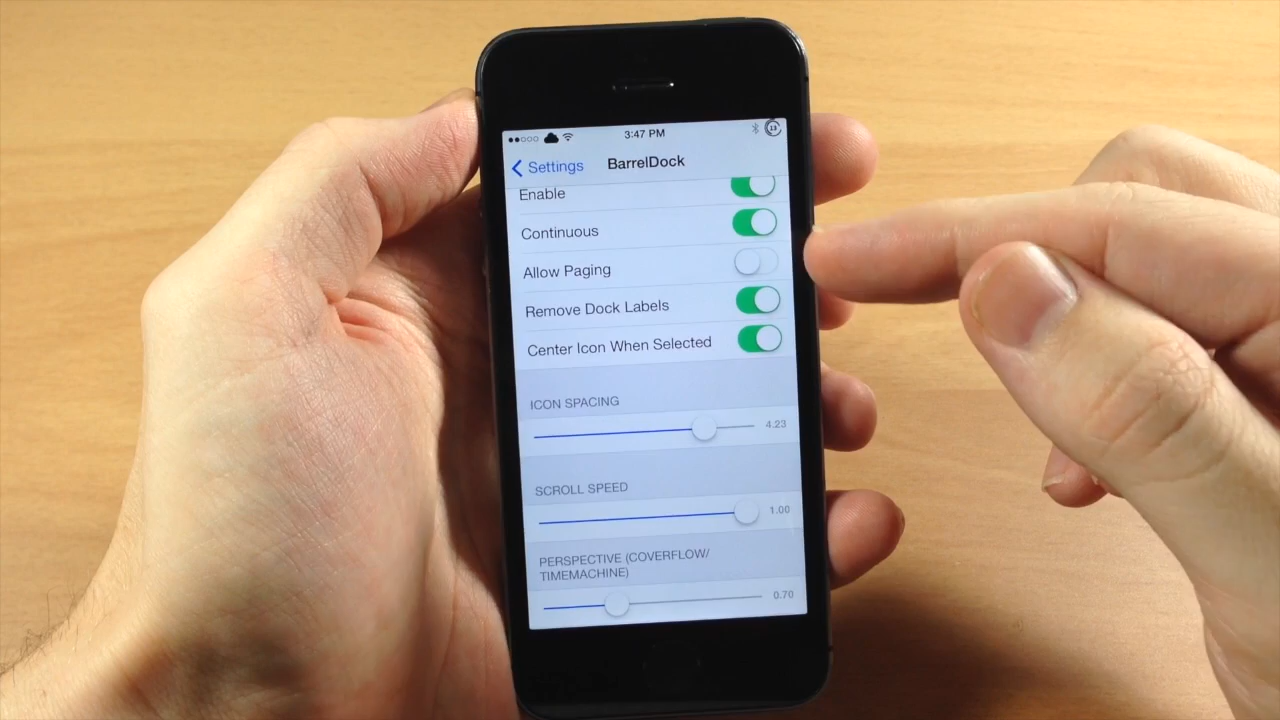 3:47 PM
13
Settings
BarrelDock
Enable
Continuous
Allow Paging
Remove Dock Labels
Center Icon When Selected
ICON SPACING
4.23
SCROLL SPEED
1.00
PERSPECTIVE (COVERFLOW/
TIMEMACHINE)
0.70